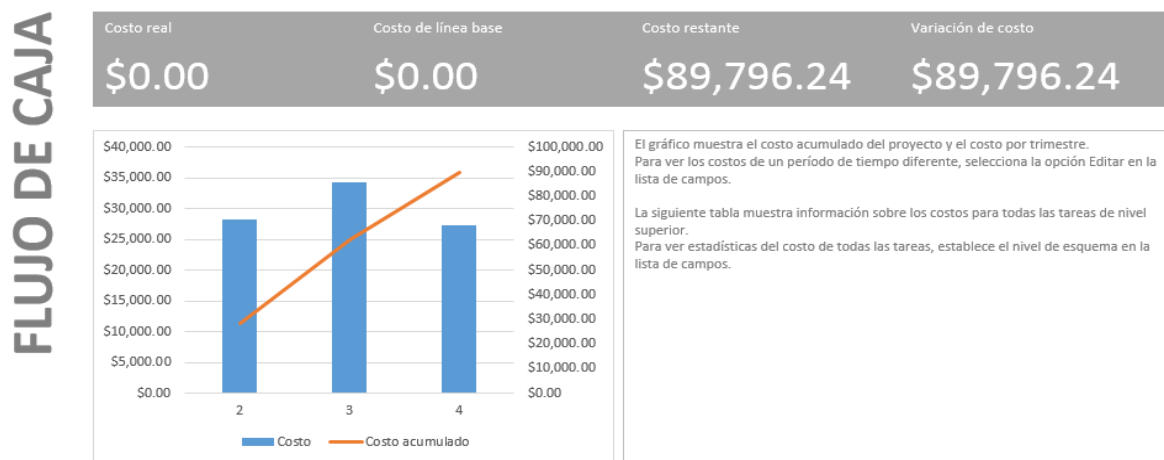 FLUJO DE CAJA
Costo real
$0.00
Costo de línea base
$0.00
Costo restante
$89,796.24
Variación de costo
$89,796.24
$40,000.00
$35,000.00
$30,000.00
$25,000.00
$20,000.00
$15,000.00
$10,000.00
$5,000.00
$0.00
$100,000.00
$90,000.00
$80,000.00
$70,000.00
$60,000.00
$50,000.00
$40,000.00
$30,000.00
$20,000.00
$10,000.00
$0.00
2 3 4
Costo Costo acumulado
El gráfico muestra el costo acumulado del proyecto y el costo por trimestre.
Para ver los costos de un período de tiempo diferente, selecciona la opción Editar en la
lista de campos.
La siguiente tabla muestra información sobre los costos para todas las tareas de nivel
superior.
Para ver estadísticas del costo de todas las tareas, establece el nivel de esquema en la
lista de campos.